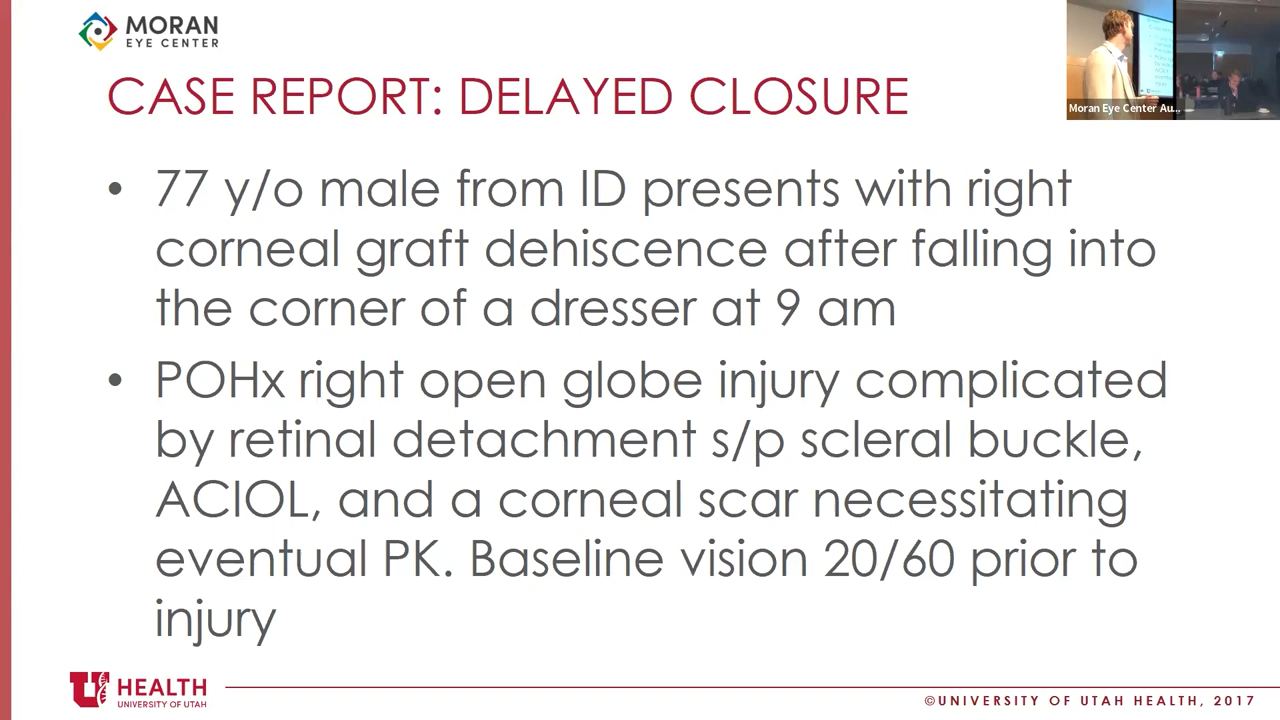 MORAN
EYE CENTER
CASE REPORT: DELAYED CLOSURE
Moran Eye Center Au...
• 77 y/o male from ID presents with right
corneal graft dehiscence after falling into
the corner of a dresser at 9 am
• POHx right open globe injury complicated
by retinal detachment s/p scleral buckle,
ACIOL, and a corneal scar necessitating
eventual PK. Baseline vision 20/60 prior to
injury
U HEALTH
UNIVERSITY OF UTAH
©UNIVERSITY OF UTAH HEALTH, 2017